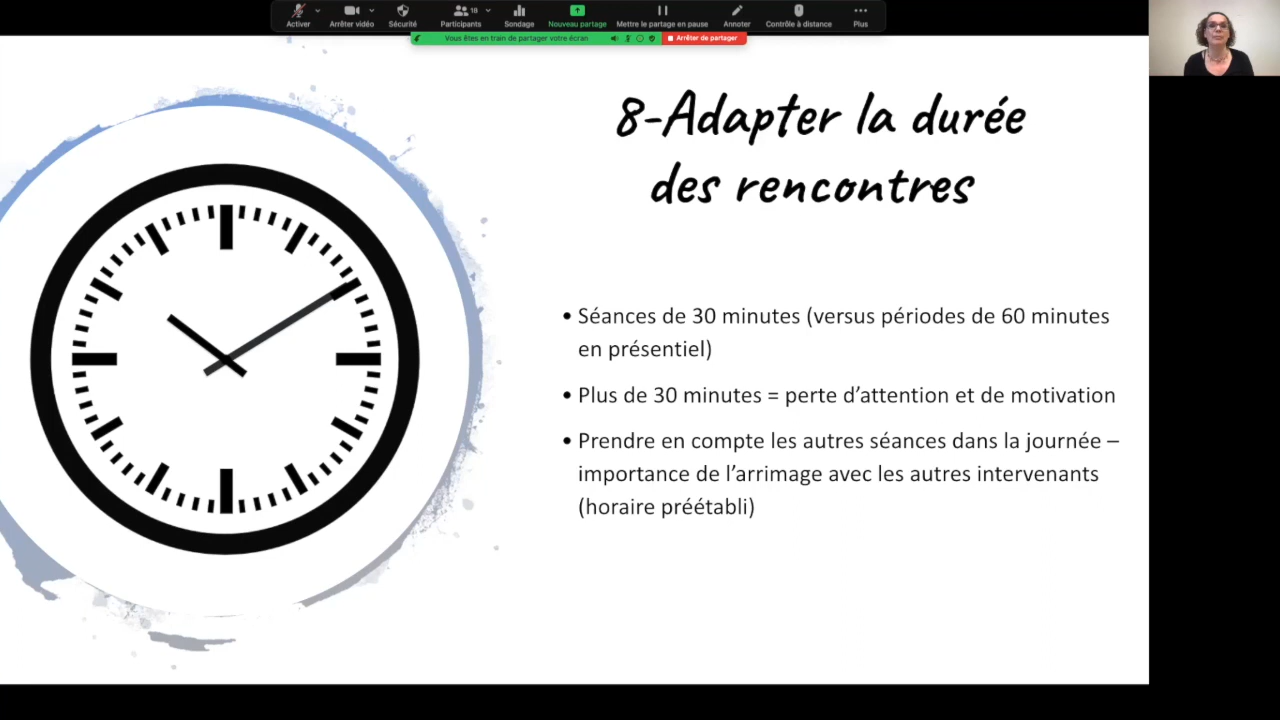 Activer
Arrêter vidéo
Sécurité
Participants
18
Sondage
Nouveau partage
Mettre le partage en pause
Annoter
Contrôle à distance
Plus
Vous êtes en train de partager votre écran
Arrêter de partager
8-Adapter la durée
des rencontres
• Séances de 30 minutes (versus périodes de 60 minutes
en présentiel)
• Plus de 30 minutes = perte d’attention et de motivation
• Prendre en compte les autres séances dans la journée –
importance de l’arrimage avec les autres intervenants
(horaire préétabli)